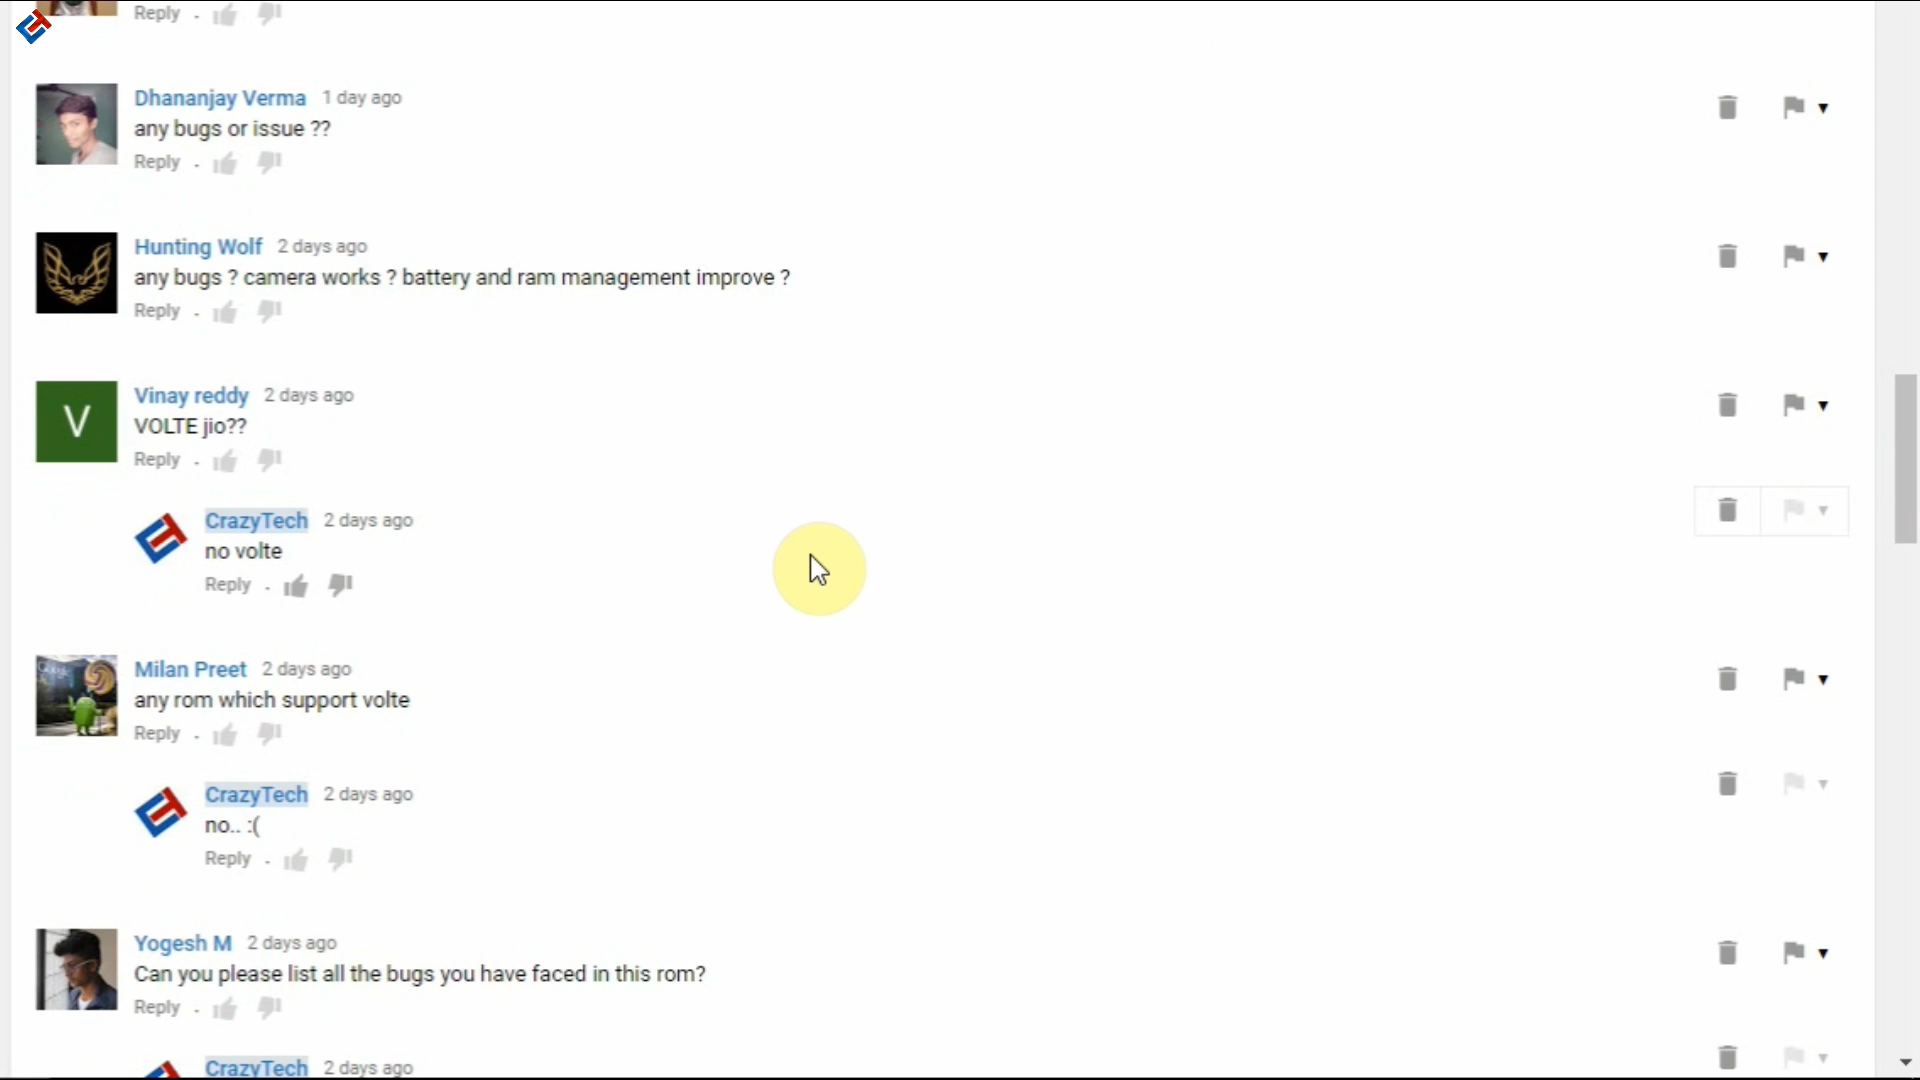 Reply
Dhananjay Verma 1 day ago
any bugs or issue ??
Reply .
Hunting Wolf 2 days ago
any bugs ? camera works ? battery and ram management improve ?
Reply .
V
Vinay reddy 2 days ago
VOLTE jio??
Reply .
CrazyTech 2 days ago
no volte
Reply .
Milan Preet 2 days ago
any rom which support volte
Reply .
CrazyTech 2 days ago
no.. :(
Reply .
Yogesh M 2 days ago
Can you please list all the bugs you have faced in this rom?
Reply .
CrazyTech 2 days ago